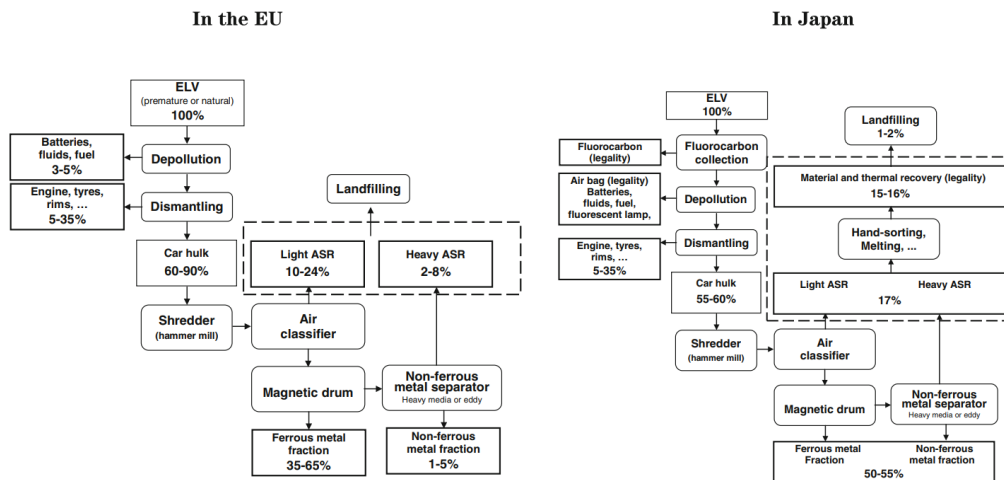 In the EU
ELV
(premature or natural)
100%
Batteries,
fluids, fuel
3-5%
Depollution
Engine, tyres,
rims, ...
5-35%
Dismantling
Landfilling
Car hulk
60-90%
Light ASR
10-24%
Heavy ASR
2-8%
Shredder
(hammer mill)
Air
classifier
Magnetic drum
Non-ferrous
metal separator
Heavy media or eddy
Ferrous metal
fraction
35-65%
Non-ferrous
metal fraction
1-5%
In Japan
ELV
100%
Landfilling
1-2%
Fluorocarbon
(legality)
Fluorocarbon
collection
Material and thermal recovery (legality)
15-16%
Air bag (legality)
Batteries,
fluids, fuel,
fluorescent lamp,
Depollution
Hand-sorting,
Melting, ...
Engine, tyres,
rims, ...
5-35%
Dismantling
Car hulk
55-60%
Light ASR
Heavy ASR
17%
Shredder
(hammer mill)
Air
classifier
Magnetic drum
Non-ferrous
metal separator
Heavy media or eddy
Ferrous metal
Fraction
Non-ferrous
metal fraction
50-55%